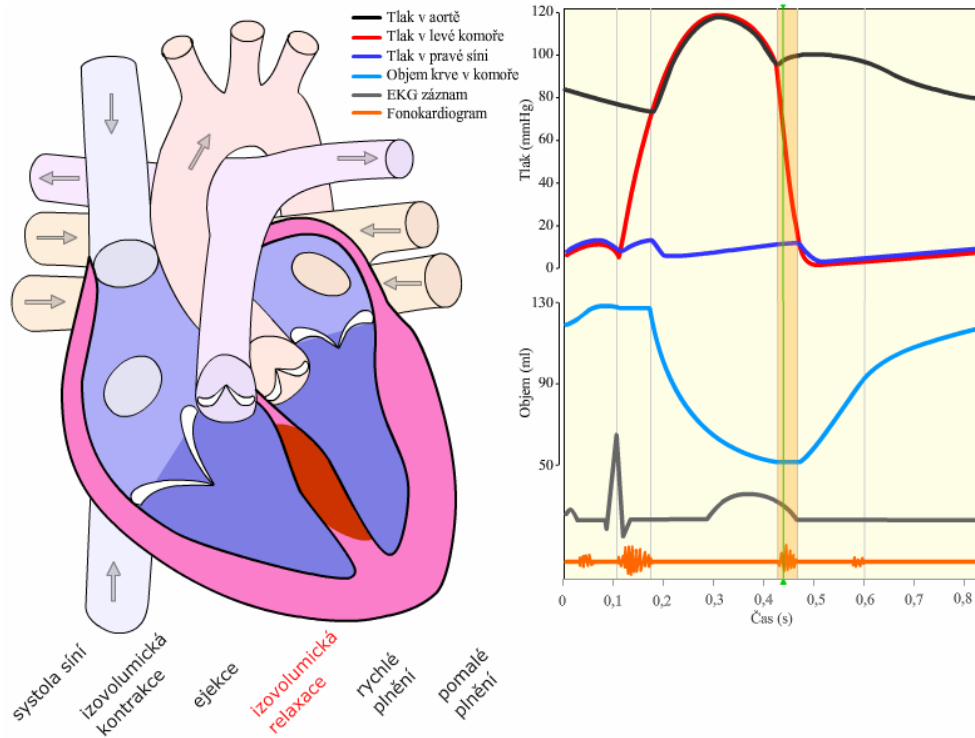 Tlak v aortě
Tlak v levé komoře
Tlak v pravé síni
Objem krve v komoře
EKG záznam
Fonokardiogram
120
100
80
60
40
20
0
Tlak (mmHg)
130
90
50
Objem (ml)
0
0,1
0,2
0,3
0,4
0,5
0,6
0,7
0,8
Čas (s)
systola síní
izovolumická
kontrakce
ejekce
izovolumická
relaxace
rychlé
plnění
pomalé
plnění